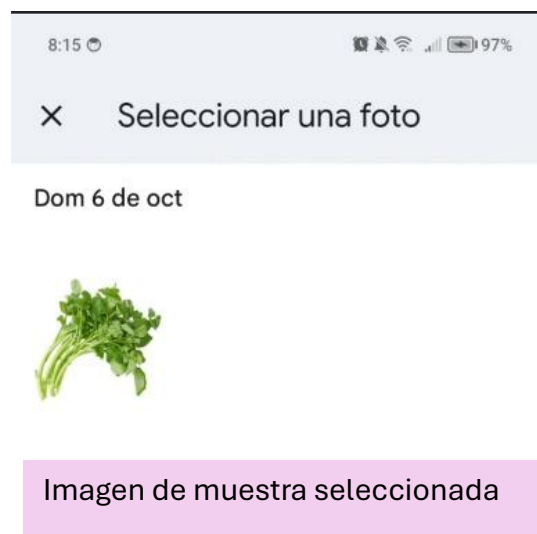 8:15
97%
Seleccionar una foto
Dom 6 de oct
Imagen de muestra seleccionada